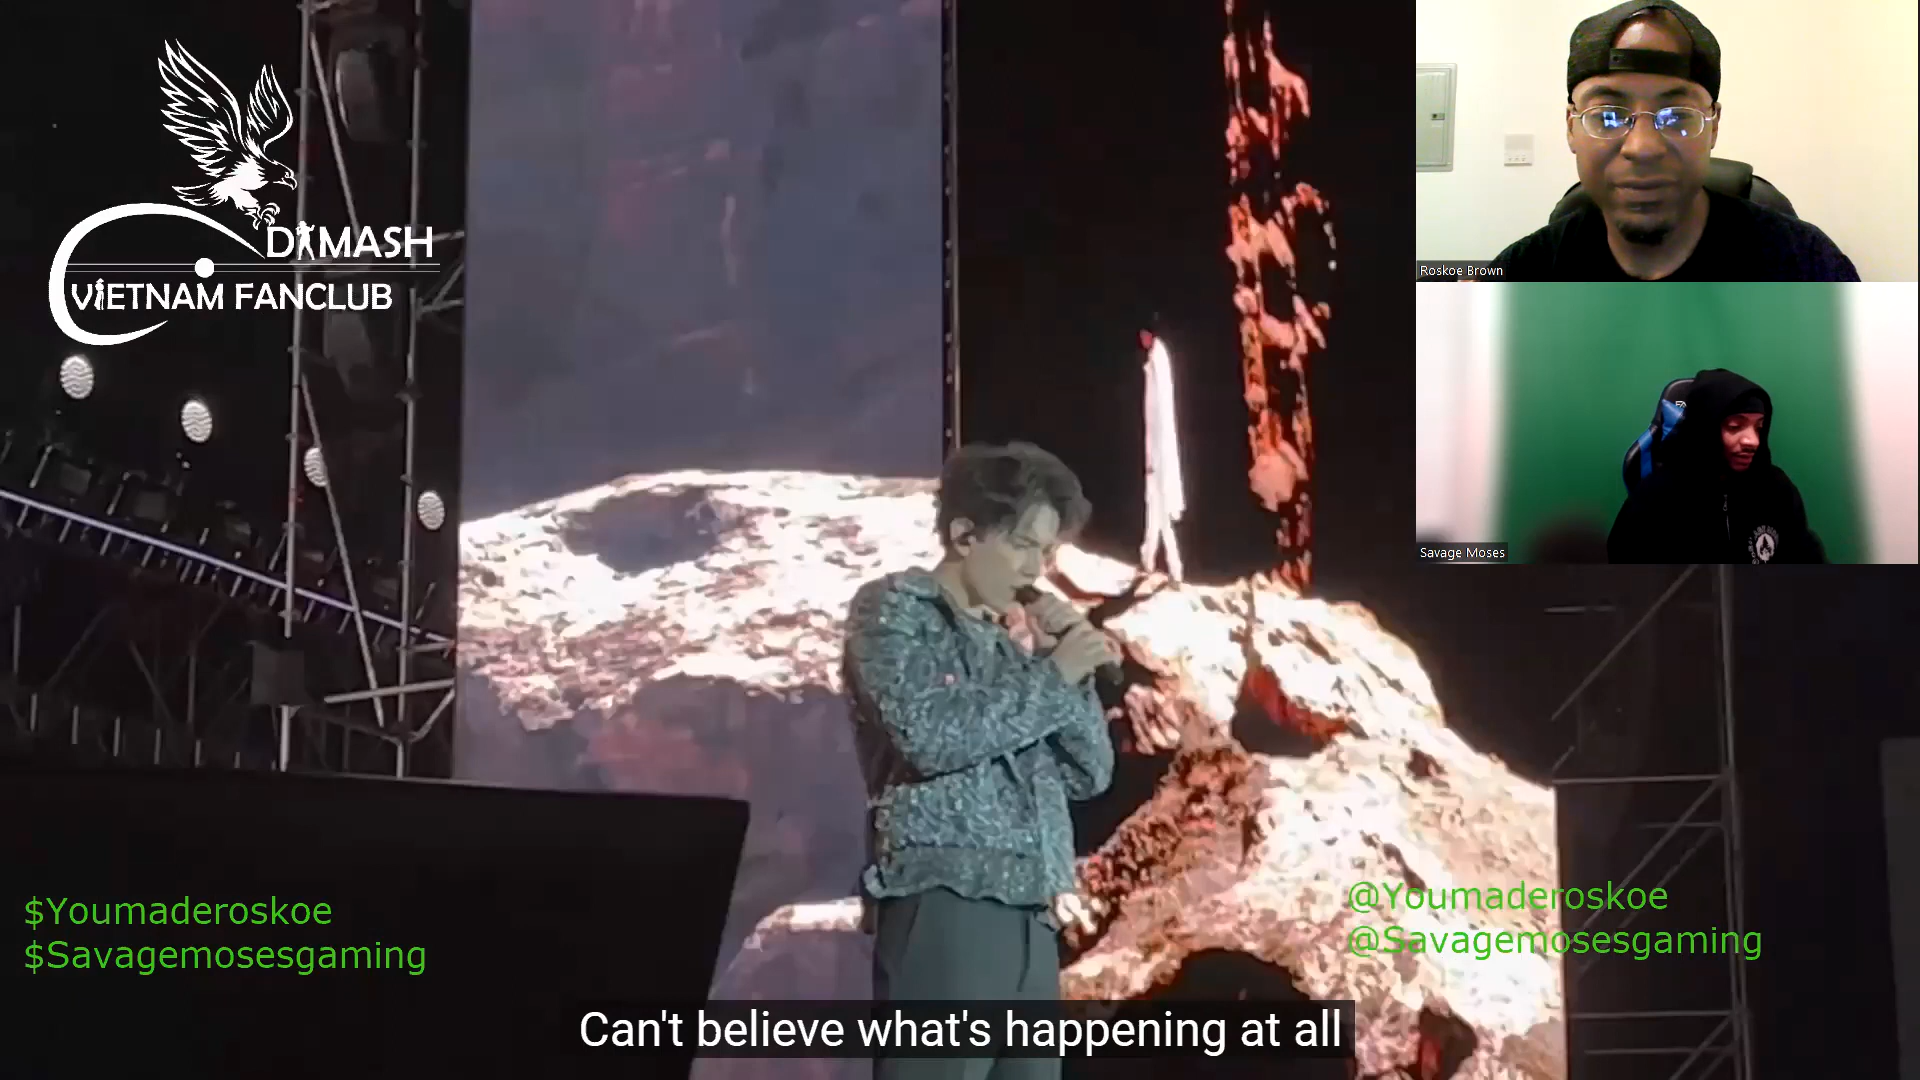 DIMASH
VIETNAM FANCLUB
Roskoe Brown
Savage Moses
$Youmaderoskoe
$Savagemosesgaming
@Youmaderoskoe
@Savagemosesgaming
Can't believe what's happening at all